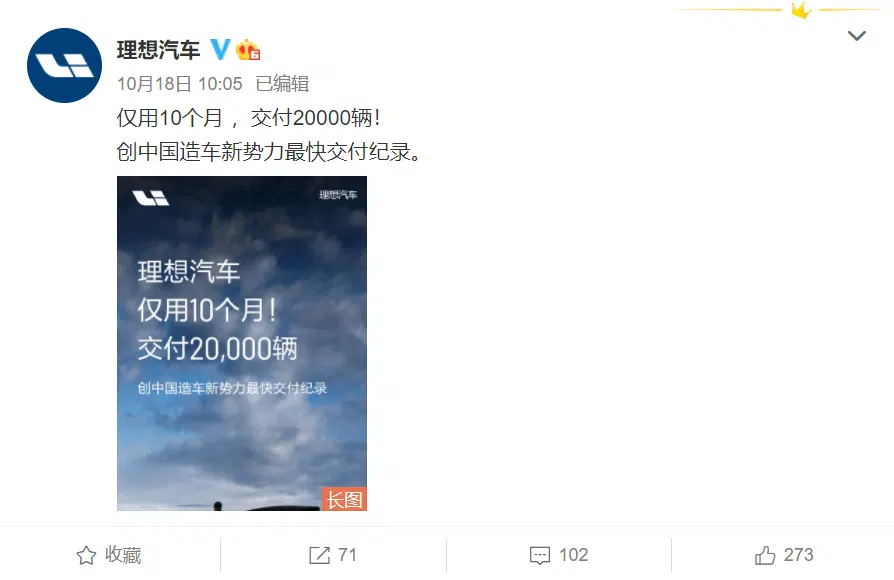 理想汽车
10月18日 10:05 已编辑
仅用10个月 ，交付20000辆！
创中国造车新势力最快交付纪录。
理想汽车
理想汽车
仅用10个月！
交付20,000辆
创中国造车新势力最快交付纪录
长图
收藏
71
102
273